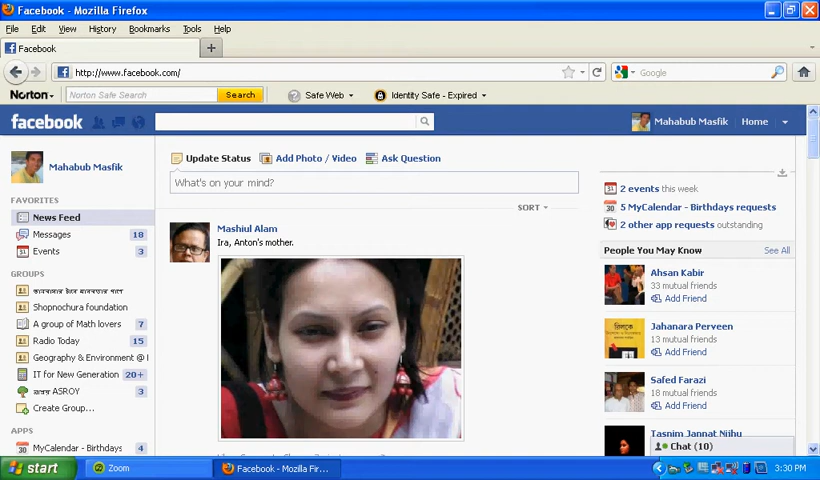 Facebook - Mozilla Firefox
File Edit View History Bookmarks Tools Help
Facebook
http://www.facebook.com/
Google
Norton
Norton Safe Search
Search
Safe Web
Identity Safe - Expired
facebook
Mahabub Masfik
Home
Mahabub Masfik
FAVORITES
News Feed
Messages 18
Events 3
GROUPS
Shopnochura foundation
A group of Math lovers 7
Radio Today 15
Geography & Environment @
IT for New Generation 20+
ASROY 3
Create Group...
APPS
MyCalendar - Birthdays 4
Update Status
Add Photo / Video
Ask Question
What's on your mind?
SORT
Mashiul Alam
Ira, Anton's mother.
2 events this week
5 MyCalendar - Birthdays requests
2 other app requests outstanding
People You May Know See All
Ahsan Kabir
33 mutual friends
Add Friend
Jahanara Perveen
13 mutual friends
Add Friend
Safed Farazi
18 mutual friends
Add Friend
Tasnim Jannat
Chat (10)
start
Zoom
Facebook - Mozilla Fir...
3:30 PM